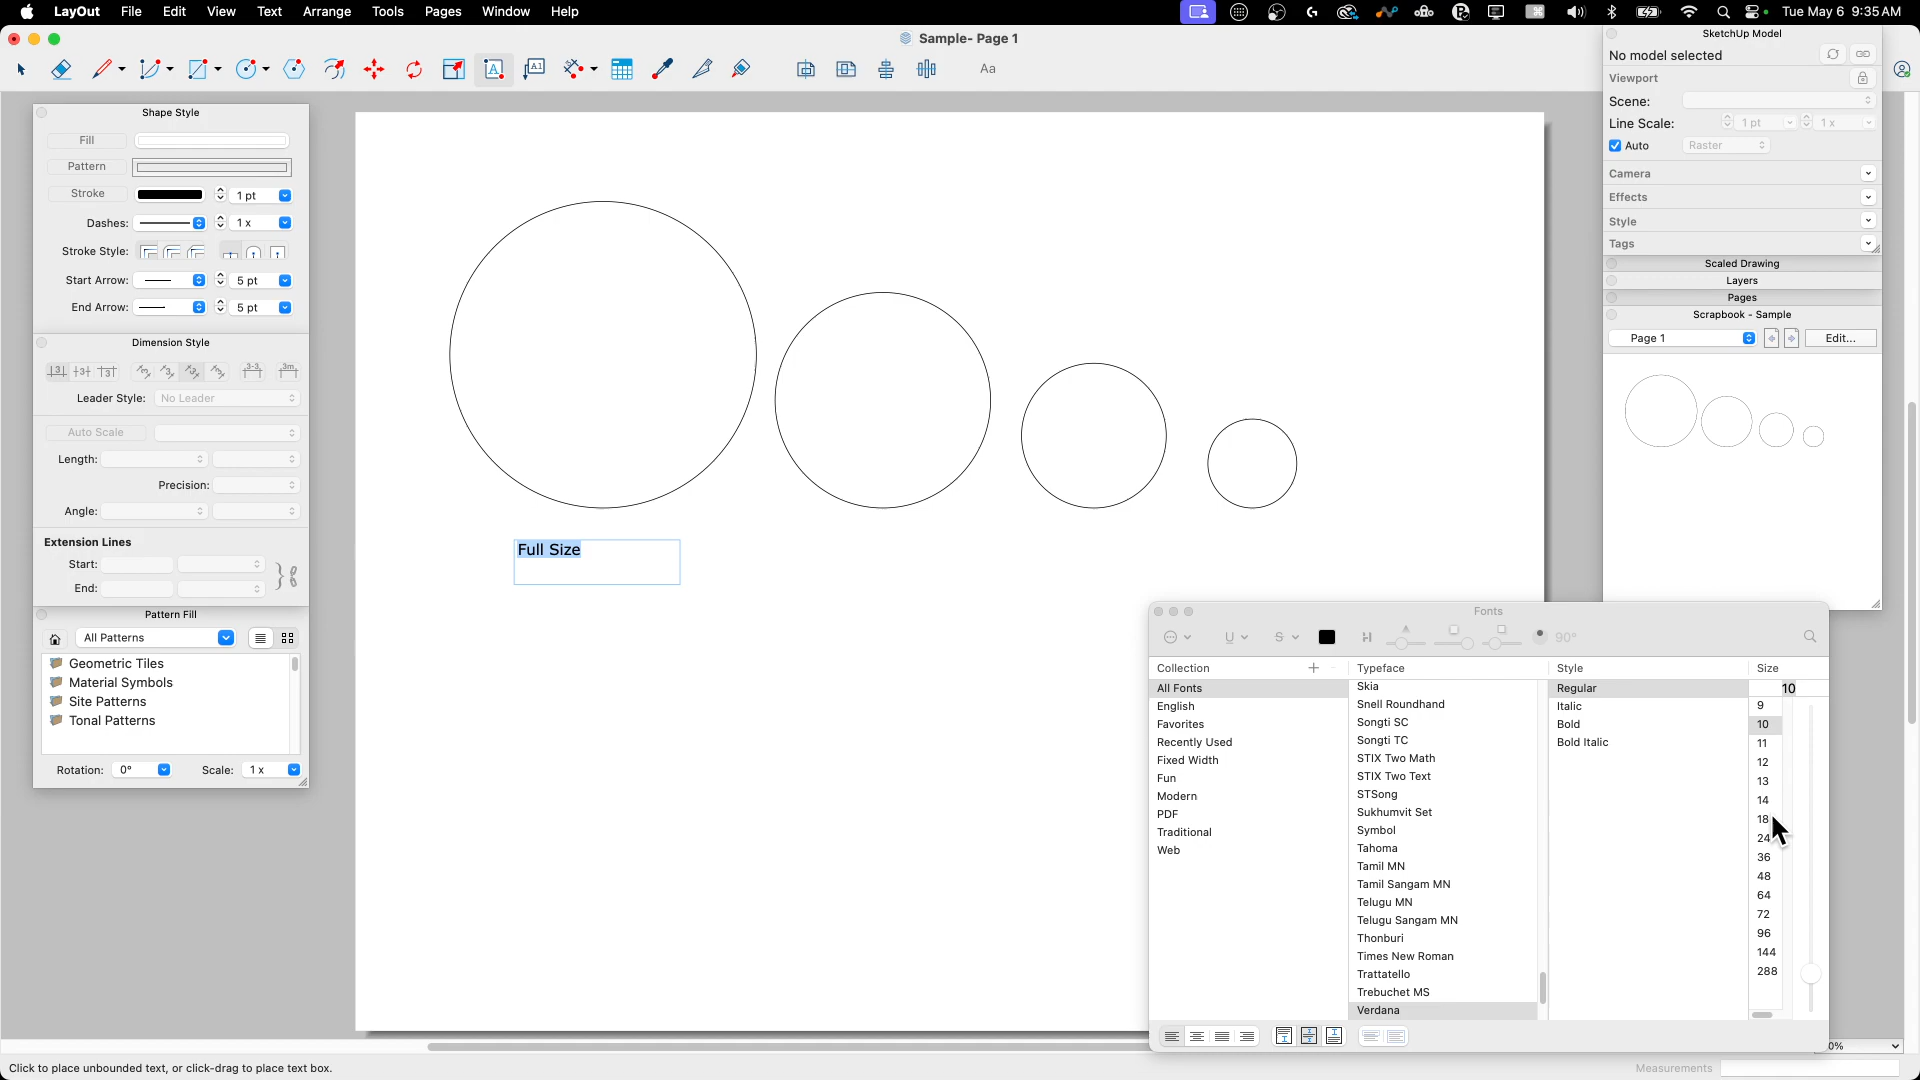 LayOut File Edit View Text Arrange Tools Pages Window Help Tue May 6 9:35 AM
Sample- Page 1
A1 Aa
Shape Style
Fill
Pattern
Stroke 1 pt
Dashes: 1 x
Stroke Style:
Start Arrow: 5 pt
End Arrow: 5 pt
Dimension Style
Leader Style: No Leader
Auto Scale
Length:
Precision:
Angle:
Extension Lines
Start:
End:
Pattern Fill
All Patterns
Geometric Tiles
Material Symbols
Site Patterns
Tonal Patterns
Rotation: 0° Scale: 1 x
Full Size
SketchUp Model
No model selected
Viewport
Scene:
Line Scale: 1 pt 1 x
Auto Raster
Camera
Effects
Style
Tags
Scaled Drawing
Layers
Pages
Scrapbook - Sample
Page 1 Edit...
Fonts
U S 90°
Collection
All Fonts
English
Favorites
Recently Used
Fixed Width
Fun
Modern
PDF
Traditional
Web
Typeface
Skia
Snell Roundhand
Songti SC
Songti TC
STIX Two Math
STIX Two Text
STSong
Sukhumvit Set
Symbol
Tahoma
Tamil MN
Tamil Sangam MN
Telugu MN
Telugu Sangam MN
Thonburi
Times New Roman
Trattatello
Trebuchet MS
Verdana
Style
Regular
Italic
Bold
Bold Italic
Size
10
9
10
11
12
13
14
18
24
36
48
64
72
96
144
288
Click to place unbounded text, or click-drag to place text box.
Measurements